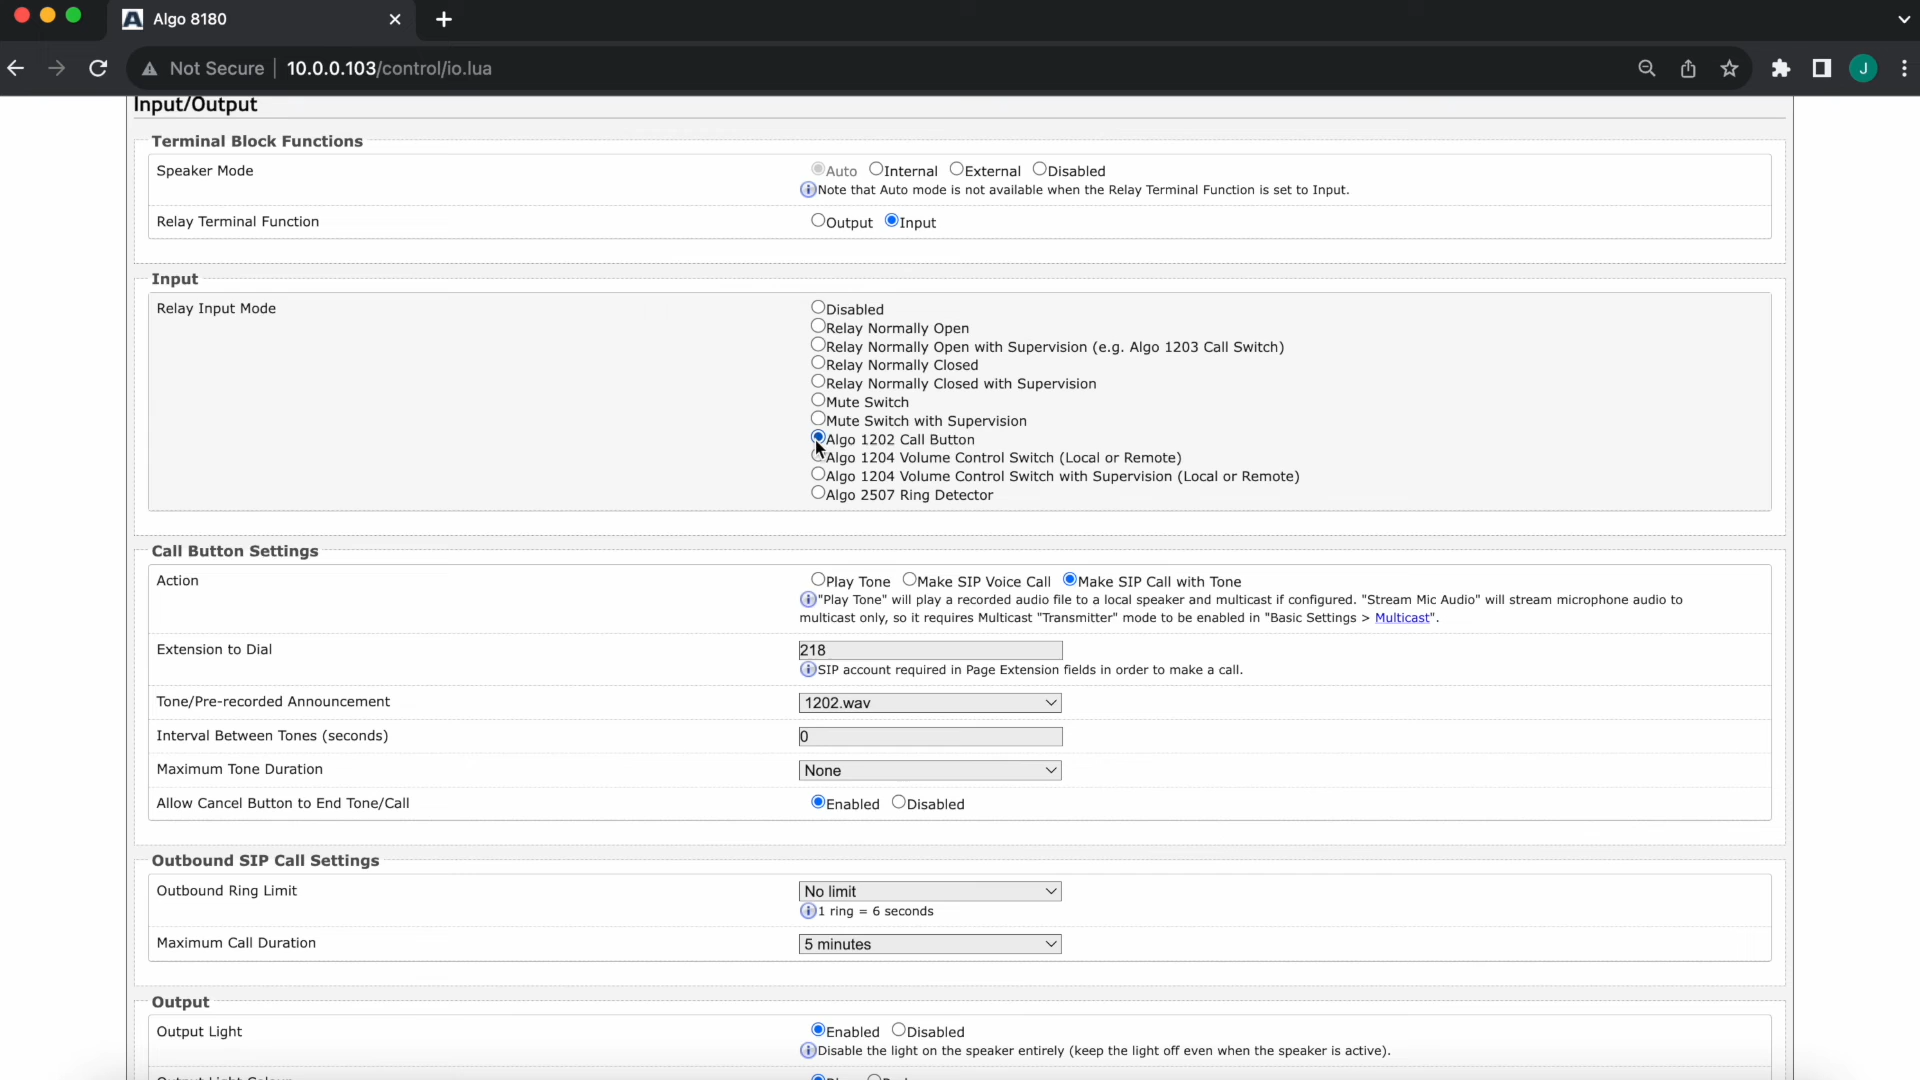 Algo 8180
Not Secure 10.0.0.103/control/io.lua
J
Input/Output
Terminal Block Functions
Speaker Mode
Auto Internal External Disabled
Note that Auto mode is not available when the Relay Terminal Function is set to Input.
Relay Terminal Function
Output Input
Input
Relay Input Mode
Disabled
Relay Normally Open
Relay Normally Open with Supervision (e.g. Algo 1203 Call Switch)
Relay Normally Closed
Relay Normally Closed with Supervision
Mute Switch
Mute Switch with Supervision
Algo 1202 Call Button
Algo 1204 Volume Control Switch (Local or Remote)
Algo 1204 Volume Control Switch with Supervision (Local or Remote)
Algo 2507 Ring Detector
Call Button Settings
Action
Play Tone Make SIP Voice Call Make SIP Call with Tone
"Play Tone" will play a recorded audio file to a local speaker and multicast if configured. "Stream Mic Audio" will stream microphone audio to
multicast only, so it requires Multicast "Transmitter" mode to be enabled in "Basic Settings > Multicast".
Extension to Dial
218
SIP account required in Page Extension fields in order to make a call.
Tone/Pre-recorded Announcement
1202.wav
Interval Between Tones (seconds)
0
Maximum Tone Duration
None
Allow Cancel Button to End Tone/Call
Enabled Disabled
Outbound SIP Call Settings
Outbound Ring Limit
No limit
1 ring = 6 seconds
Maximum Call Duration
5 minutes
Output
Output Light
Enabled Disabled
Disable the light on the speaker entirely (keep the light off even when the speaker is active).